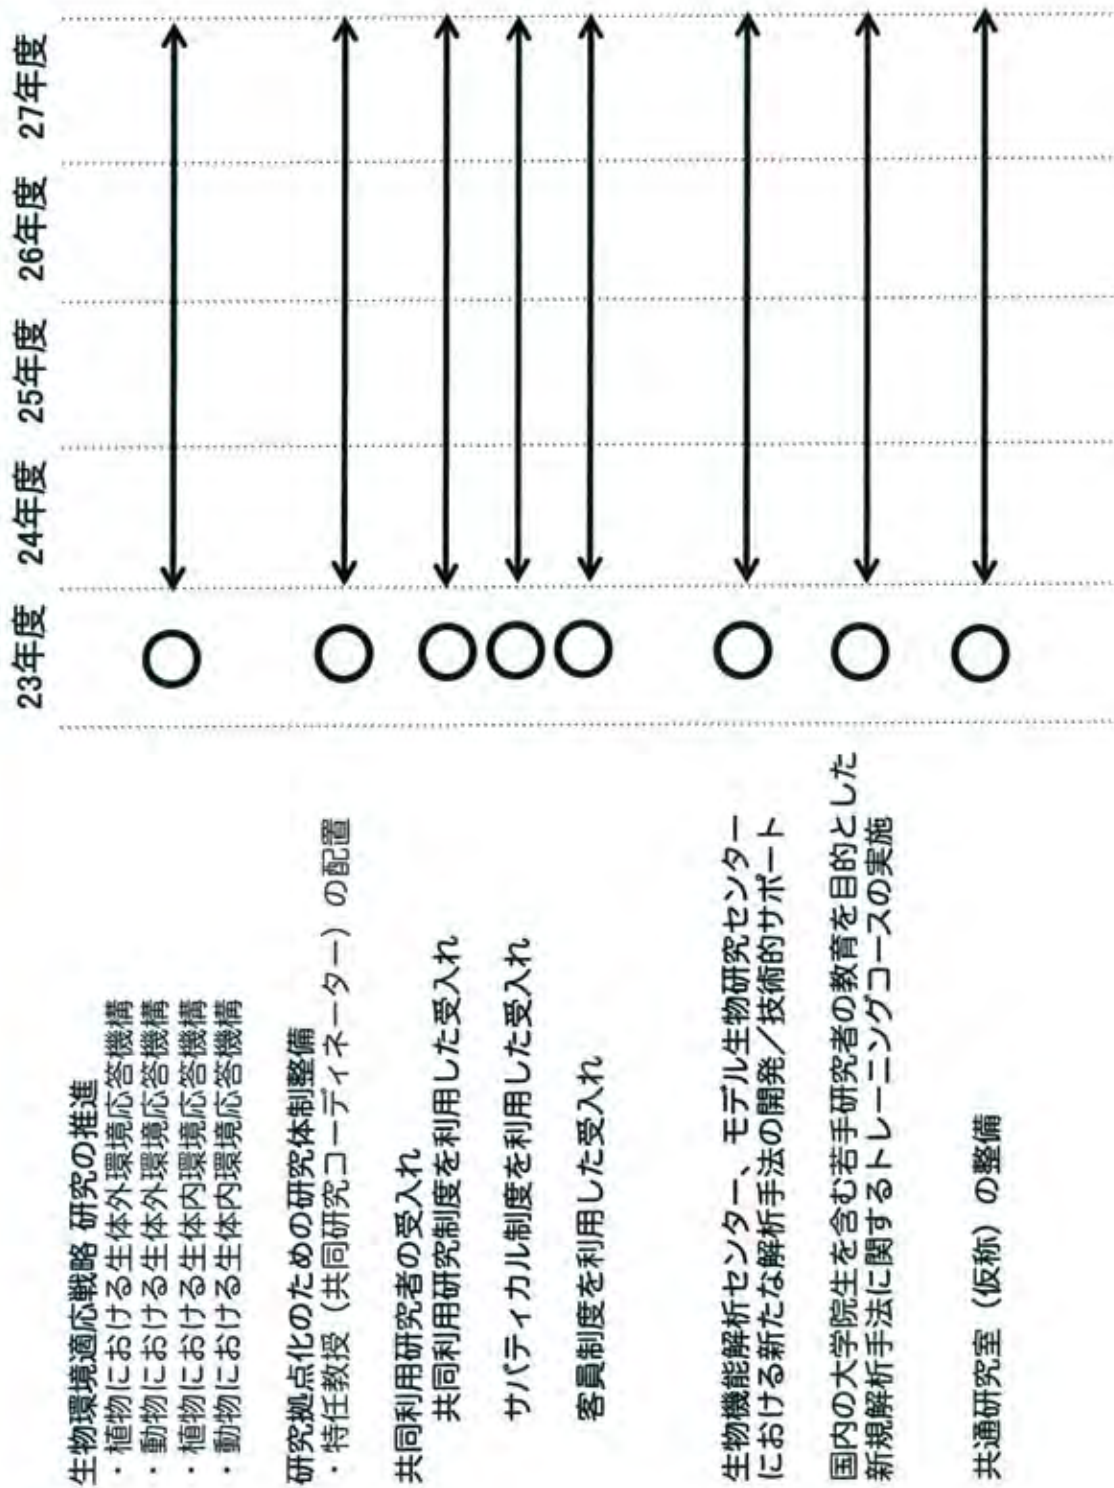 23年度 24年度 25年度 26年度 27年度
生物環境適応戦略 研究の推進
・植物における生体外環境応答機構
・動物における生体外環境応答機構
・植物における生体内環境応答機構
・動物における生体内環境応答機構
研究拠点化のための研究体制整備
・特任教授（共同研究コーディネーター）の配置
共同利用研究者の受入れ
共同利用研究制度を利用した受入れ
サバティカル制度を利用した受入れ
客員制度を利用した受入れ
生物機能解析センター、モデル生物研究センター
における新たな解析手法の開発／技術的サポート
国内の大学院生を含む若手研究者の教育を目的とした
新規解析手法に関するトレーニングコースの実施
共通研究室（仮称）の整備